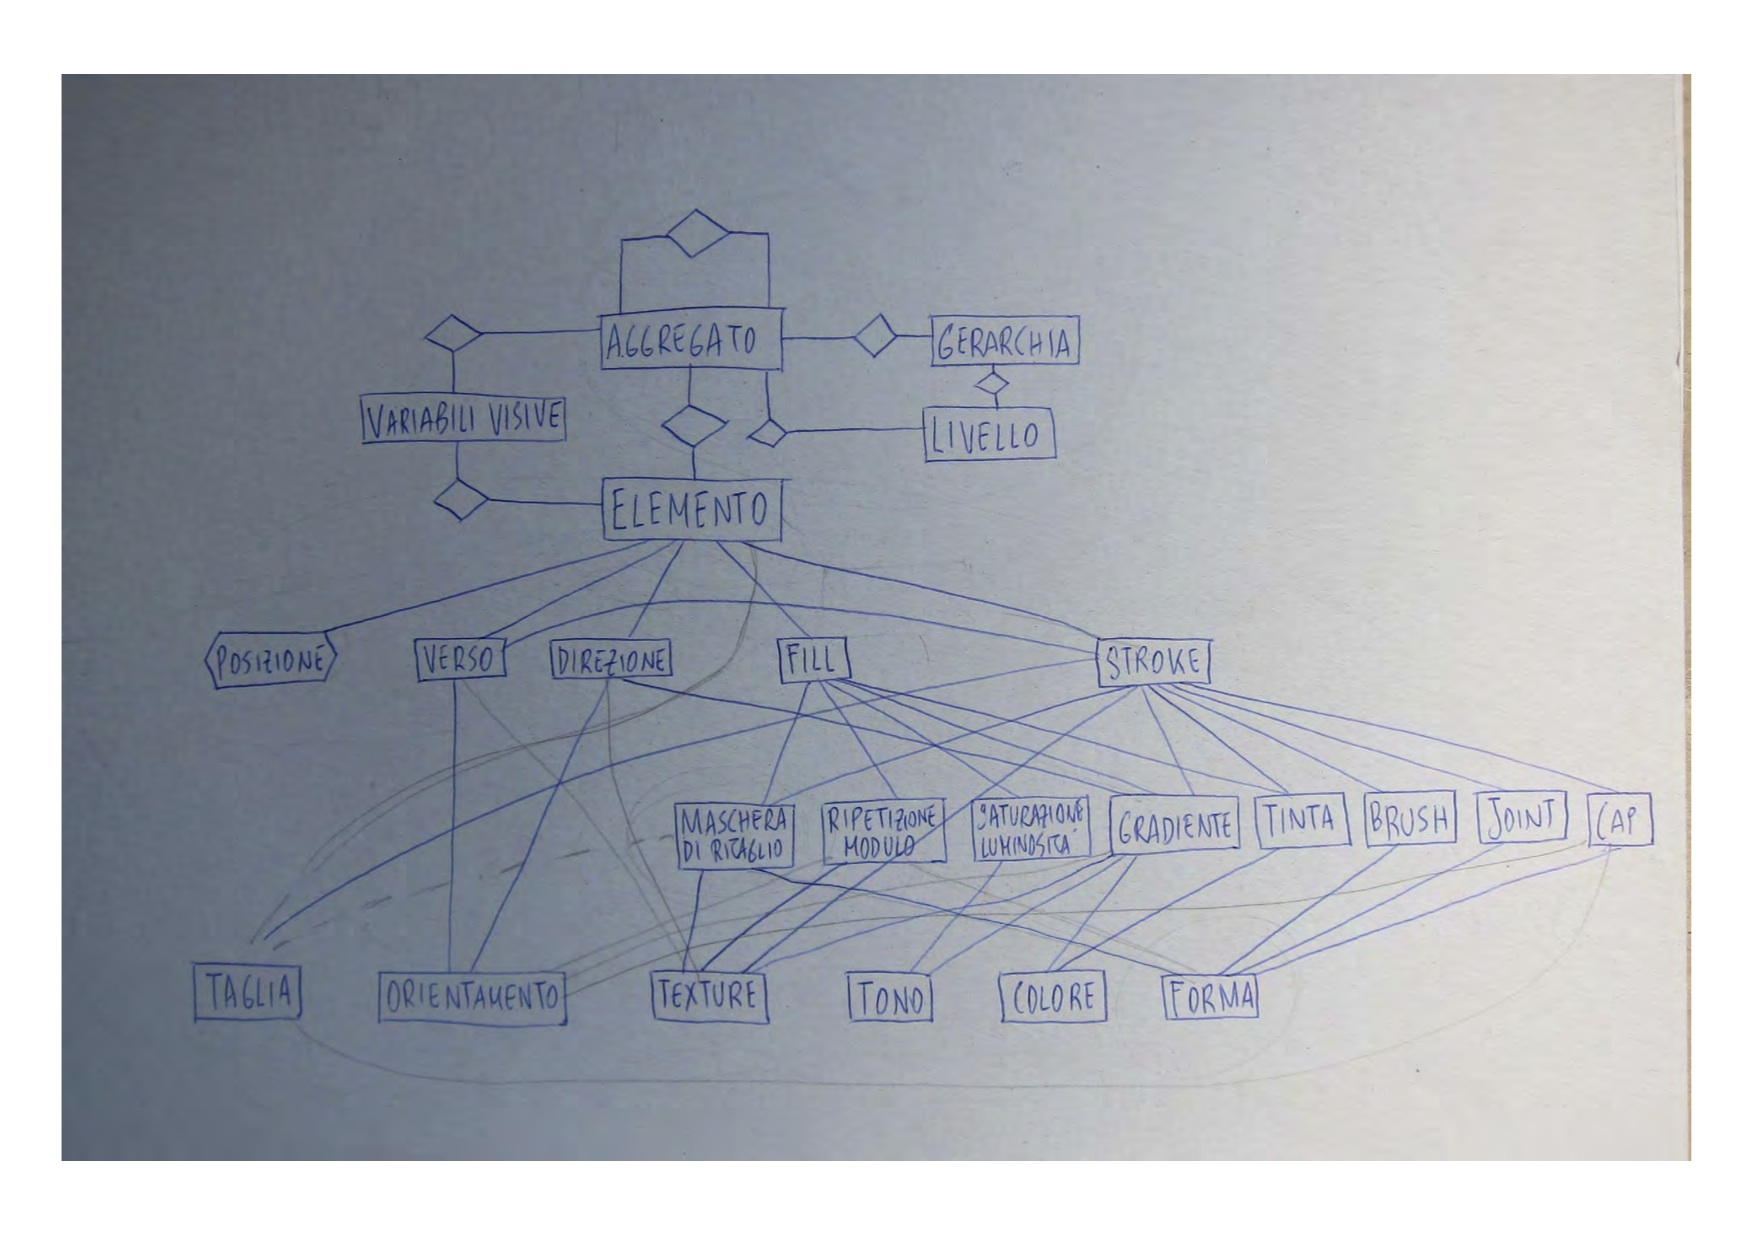 AGGREGATO
GERARCHIA
VARIABILI VISIVE
LIVELLO
ELEMENTO
POSIZIONE
VERSO
DIREZIONE
FILL
STROKE
MASCHERA
DI RITAGLIO
RIPETIZIONE
MODULO
SATURAZIONE
LUMINOSITÀ
GRADIENTE
TINTA
BRUSH
JOINT
CAP
TAGLIA
ORIENTAMENTO
TEXTURE
TONO
COLORE
FORMA